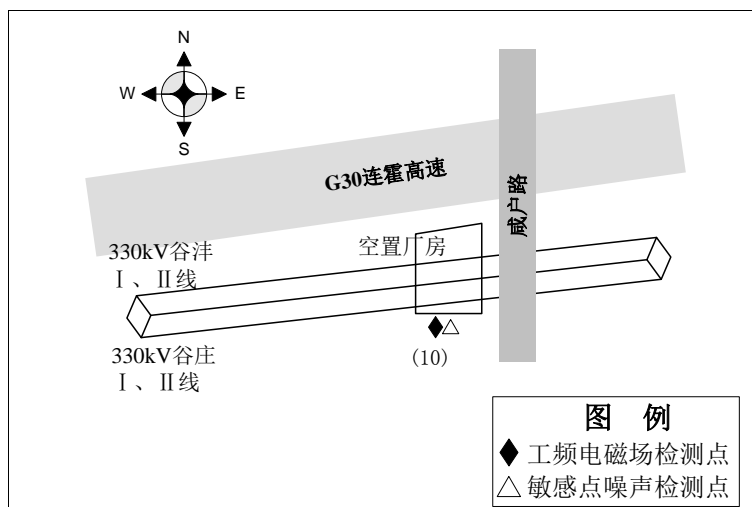 N
W
E
S
G30连霍高速
咸户路
空置厂房
330kV谷沣
Ⅰ、Ⅱ线
330kV谷庄
Ⅰ、Ⅱ线
(10)
图 例
工频电磁场检测点
敏感点噪声检测点